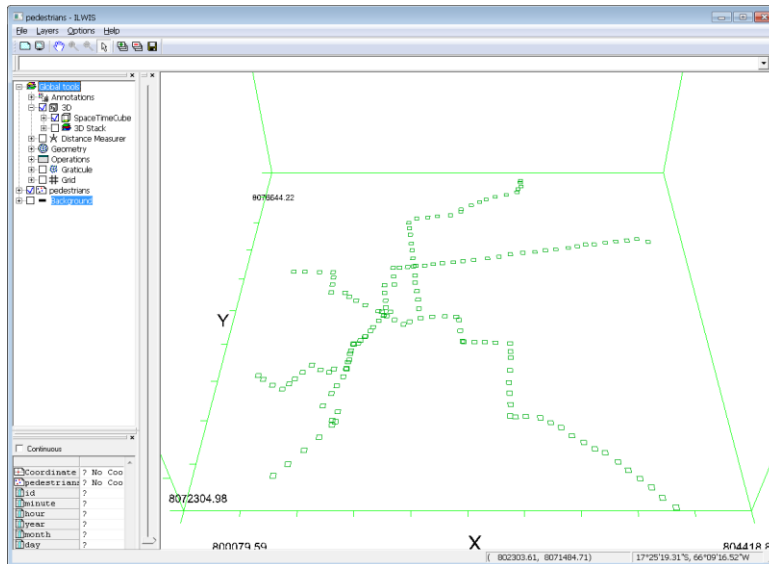 pedestrians - ILWIS
File Layers Options Help
Global tools
Annotations
3D
SpaceTimeCube
3D Stack
Distance Measurer
Geometry
Operations
Graticule
Grid
pedestrians
Background
8076644.22
Y
8072304.98
800079.59
X
804418.8
Continuous
Coordinate ? No Coo
pedestrians ? No Coo
id ?
minute ?
hour ?
year ?
month ?
day ?
( 802303.61, 8071484.71) 17°25'19.31"S, 66°09'16.52"W